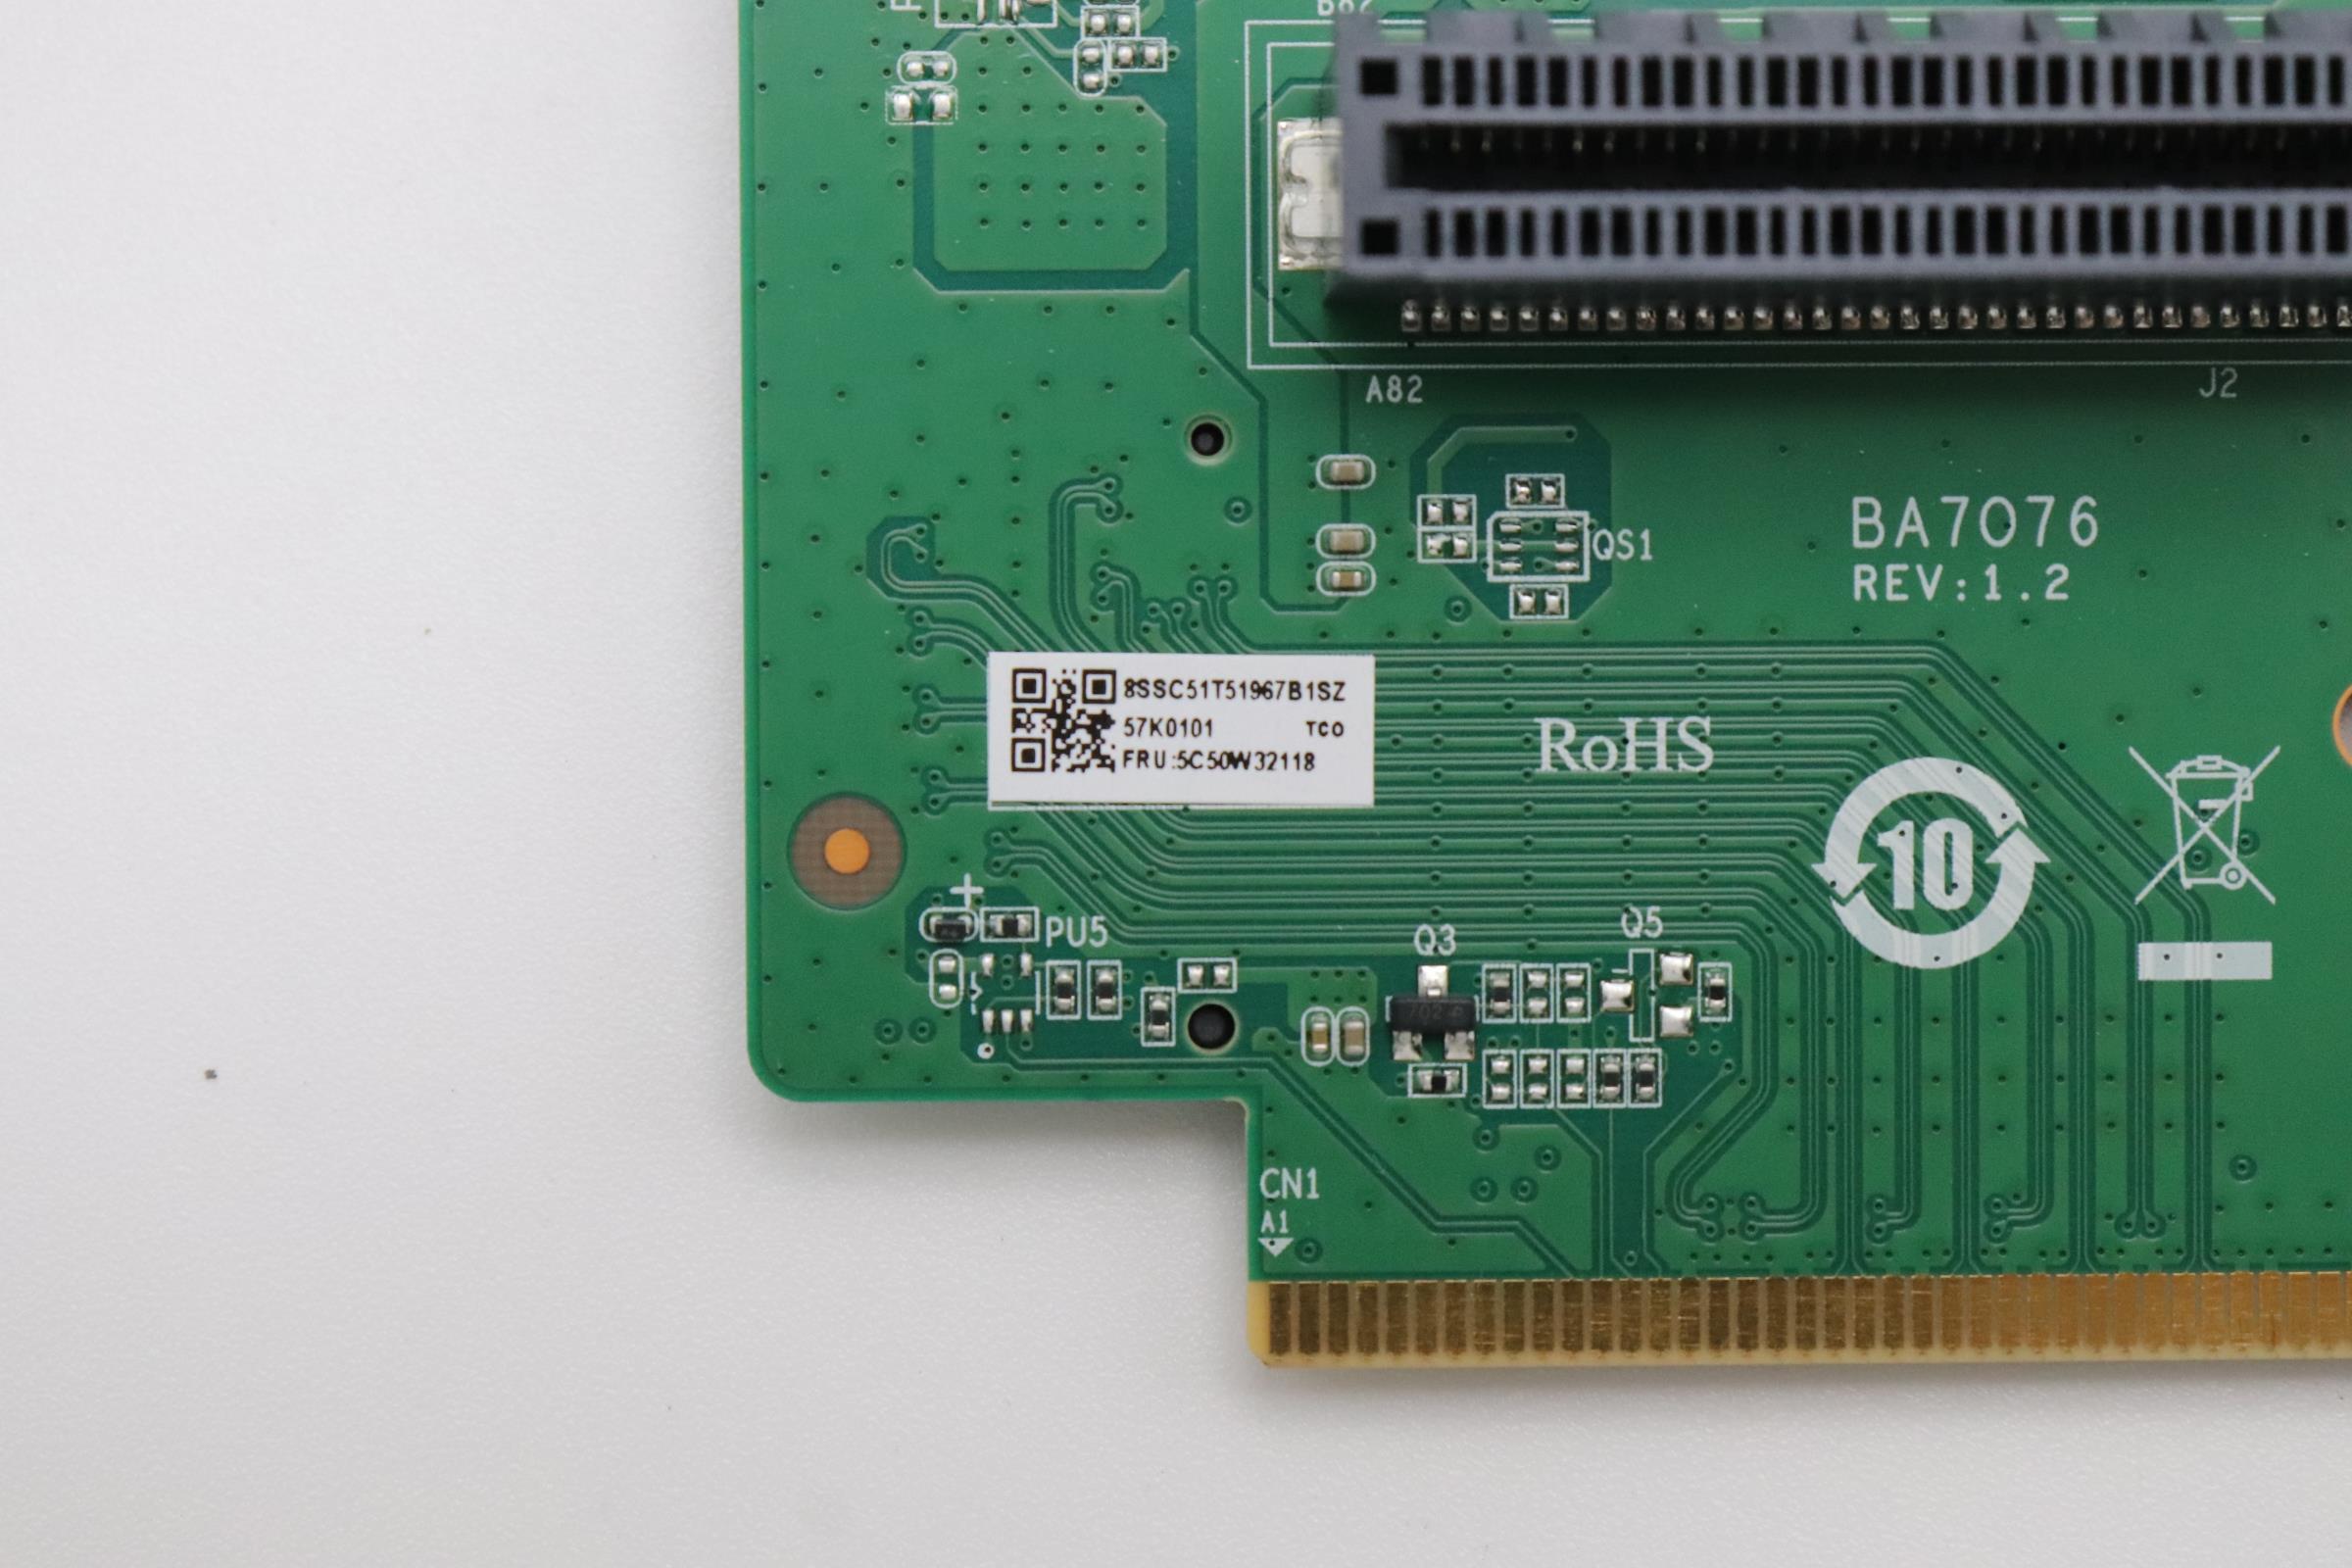 A82
J2
QS1
BA7076
REV:1.2
8SSC51T51967B1SZ
57K0101 TCO
FRU:5C50W32118
RoHS
10
PU5
Q3
Q5
CN1
A1